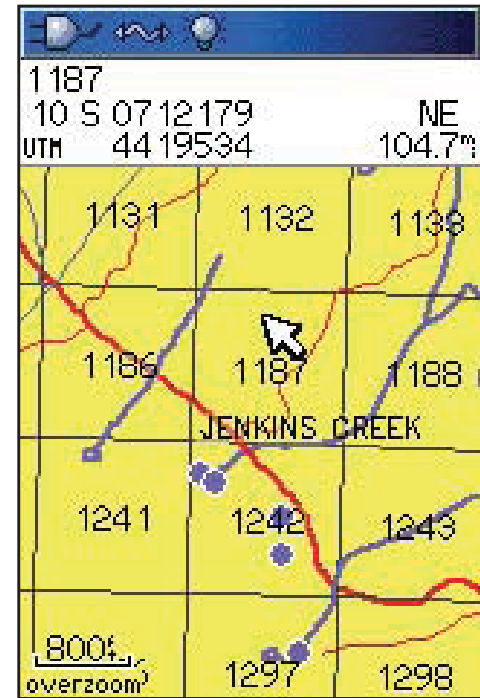 1187
10 S 0712179 NE
UTM 4419534 104.7m
1131 1132 1133
1186 1187 1188
JENKINS CREEK
1241 1242 1243
800ft
overzoom
1297 1298